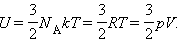 U = 3/2 N_A kT = 3/2 RT = 3/2 pV.